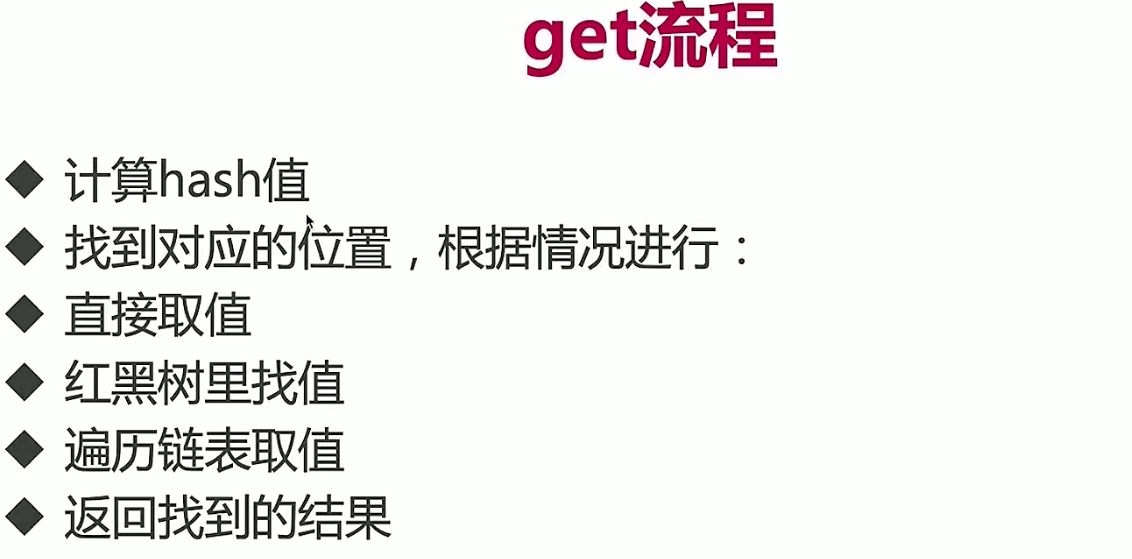 get流程
◆ 计算hash值
◆ 找到对应的位置，根据情况进行：
◆ 直接取值
◆ 红黑树里找值
◆ 遍历链表取值
◆ 返回找到的结果